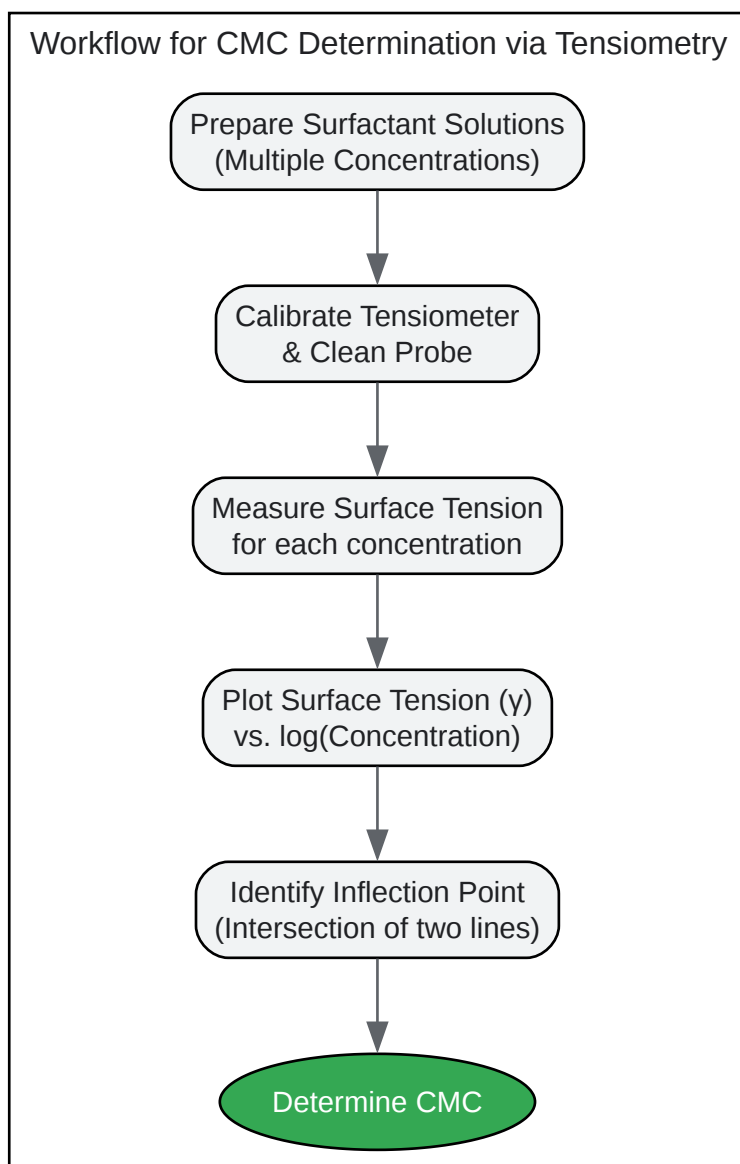 Workflow for CMC Determination via Tensiometry
Prepare Surfactant Solutions
(Multiple Concentrations)
Calibrate Tensiometer
& Clean Probe
Measure Surface Tension
for each concentration
Plot Surface Tension (γ)
vs. log(Concentration)
Identify Inflection Point
(Intersection of two lines)
Determine CMC